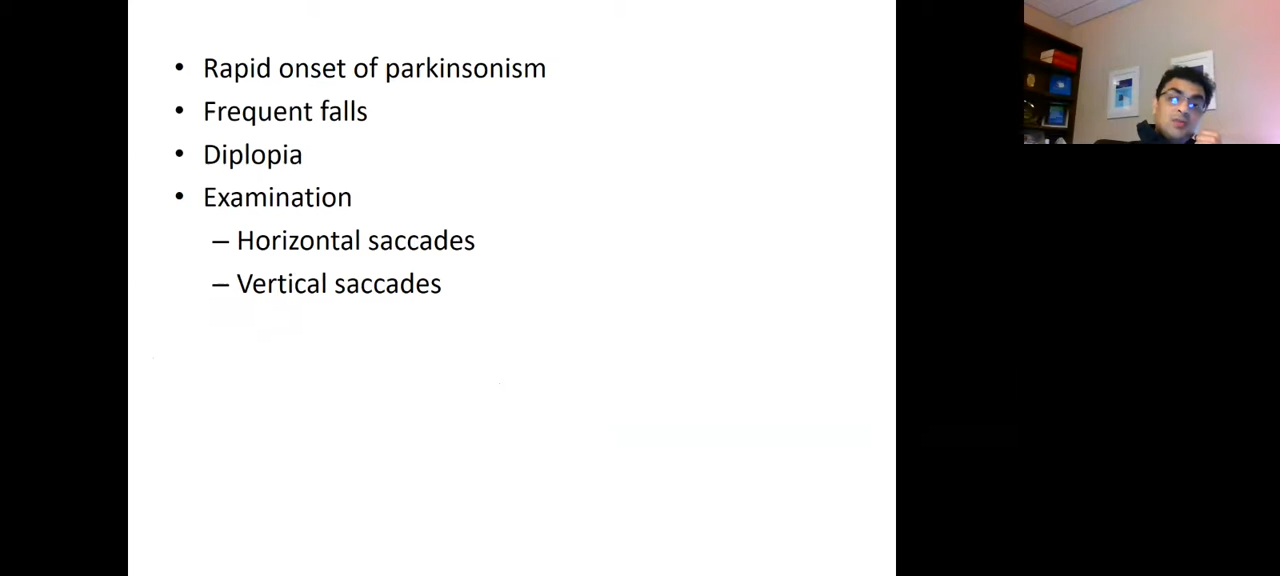 • Rapid onset of parkinsonism
• Frequent falls
• Diplopia
• Examination
– Horizontal saccades
– Vertical saccades